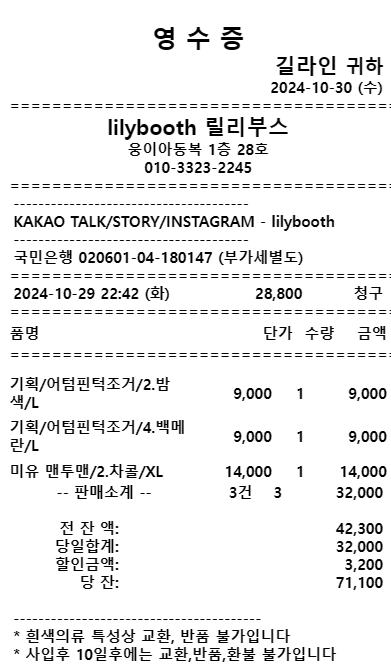 영 수 증
길라인 귀하
2024-10-30 (수)
======================================
lilybooth 릴리부스
웅이아동복 1층 28호
010-3323-2245
======================================
----------------------------------------
KAKAO TALK/STORY/INSTAGRAM - lilybooth
----------------------------------------
국민은행 020601-04-180147 (부가세별도)
======================================
2024-10-29 22:42 (화) 28,800 청구
======================================
품명 단가 수량 금액
======================================
기획/어텀핀턱조거/2.밤
색/L 9,000 1 9,000
기획/어텀핀턱조거/4.백메
란/L 9,000 1 9,000
미유 맨투맨/2.차콜/XL 14,000 1 14,000
-- 판매소계 -- 3건 3 32,000
전 잔 액: 42,300
당일합계: 32,000
할인금액: 3,200
당 잔: 71,100
------------------------------------------
* 흰색의류 특성상 교환, 반품 불가입니다
* 사입후 10일후에는 교환,반품,환불 불가입니다